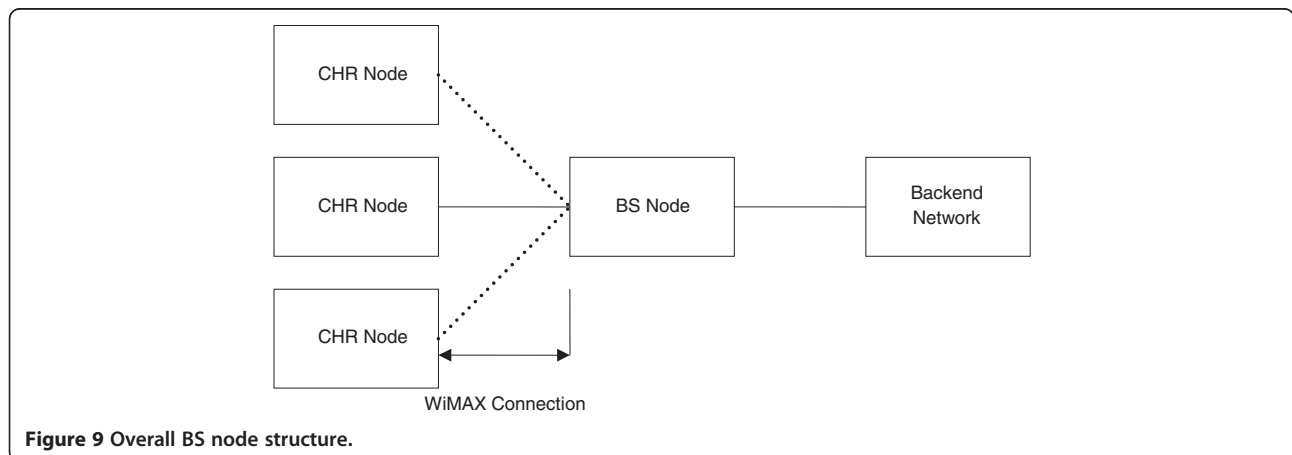 CHR Node
CHR Node
BS Node
Backend
Network
CHR Node
WiMAX Connection
Figure 9 Overall BS node structure.